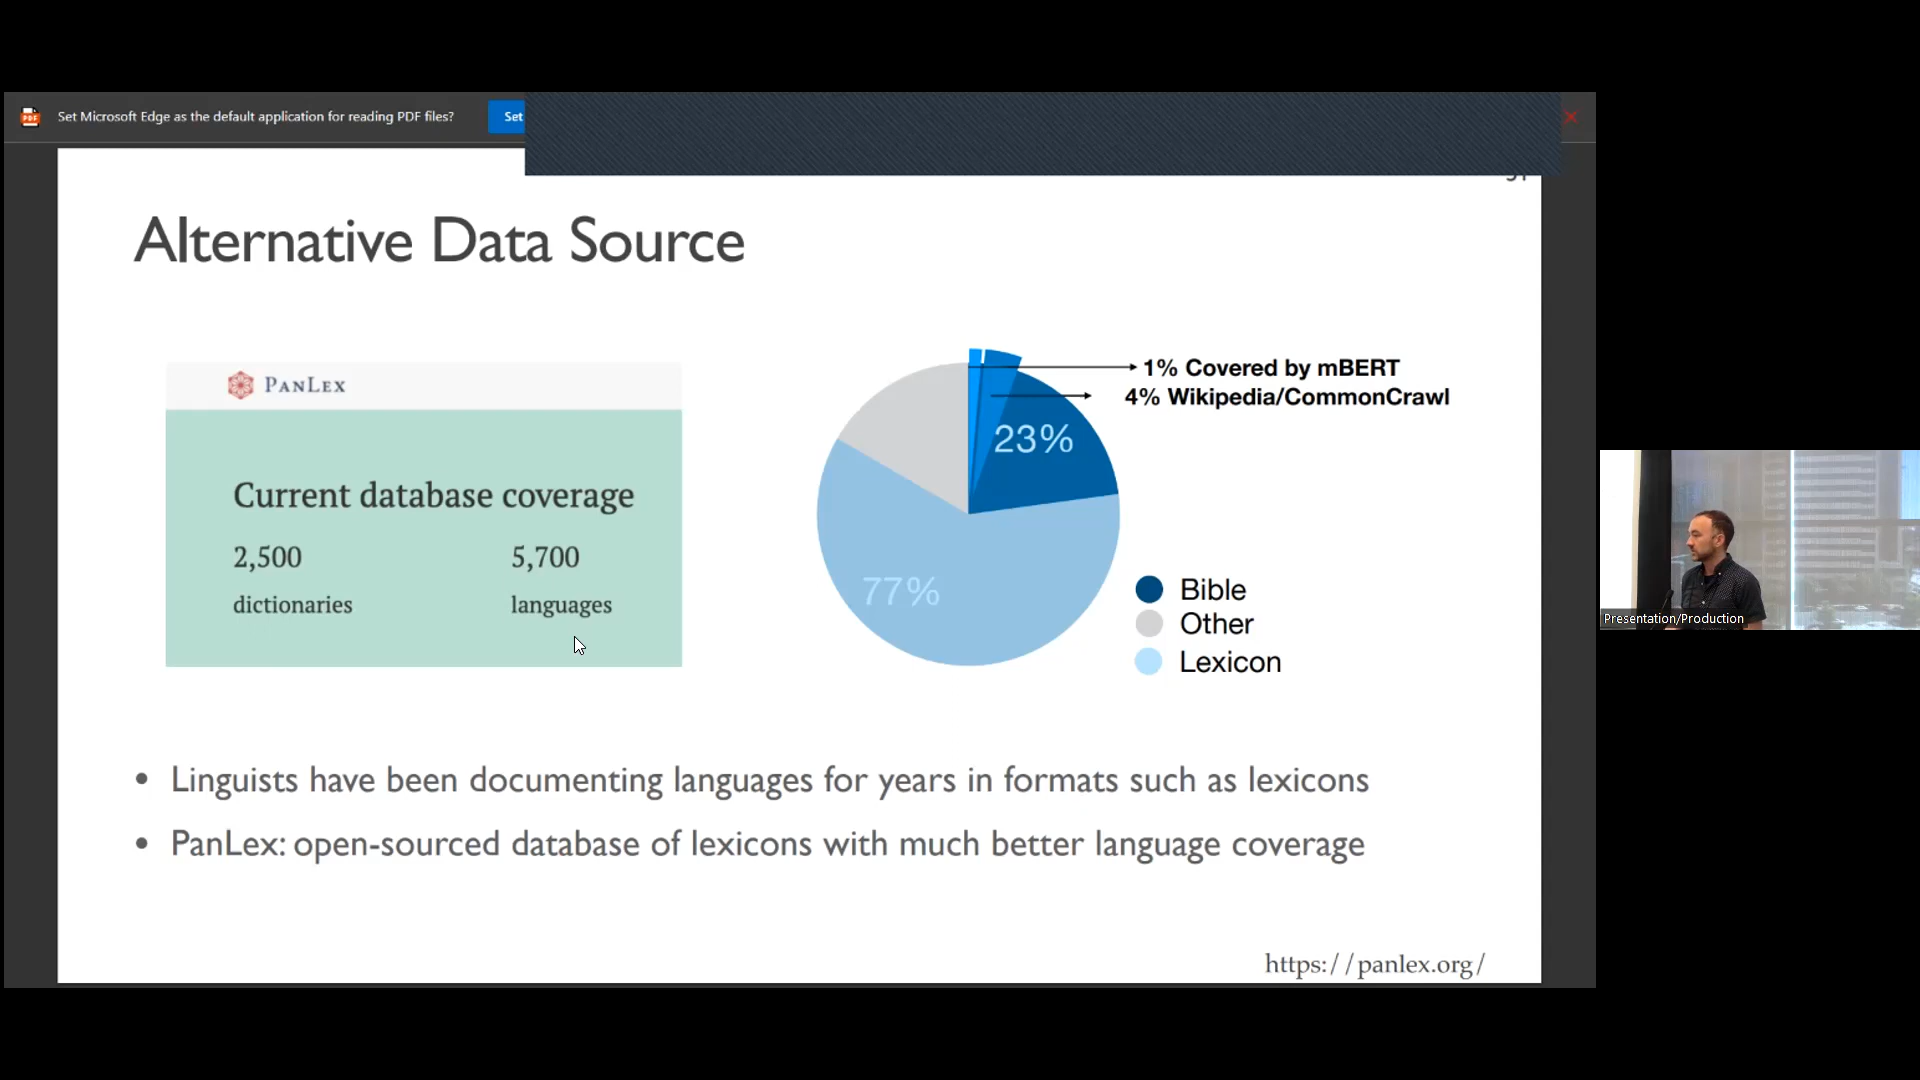 Set Microsoft Edge as the default application for reading PDF files?
Set
Alternative Data Source
PANLEX
Current database coverage
2,500
5,700
dictionaries
languages
1% Covered by mBERT
4% Wikipedia/CommonCrawl
23%
77%
Bible
Other
Lexicon
• Linguists have been documenting languages for years in formats such as lexicons
• PanLex: open-sourced database of lexicons with much better language coverage
https://panlex.org/
Presentation/Production